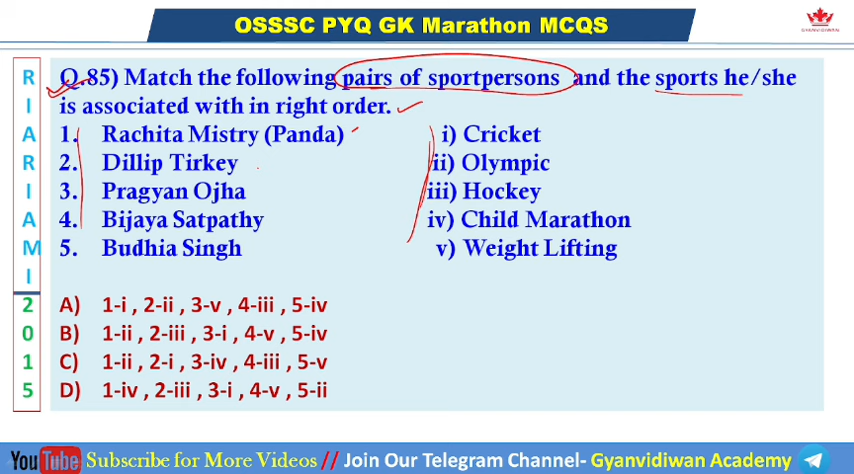 OSSSC PYQ GK Marathon MCQS
GYANVIDIWAN
R I A R I A M I 2 0 1 5
Q.85) Match the following pairs of sportpersons and the sports he/she
is associated with in right order.
1. Rachita Mistry (Panda) i) Cricket
2. Dillip Tirkey ii) Olympic
3. Pragyan Ojha iii) Hockey
4. Bijaya Satpathy iv) Child Marathon
5. Budhia Singh v) Weight Lifting
A) 1-i , 2-ii , 3-v , 4-iii , 5-iv
B) 1-ii , 2-iii , 3-i , 4-v , 5-iv
C) 1-ii , 2-i , 3-iv , 4-iii , 5-v
D) 1-iv , 2-iii , 3-i , 4-v , 5-ii
YouTube Subscribe for More Videos // Join Our Telegram Channel- Gyanvidiwan Academy